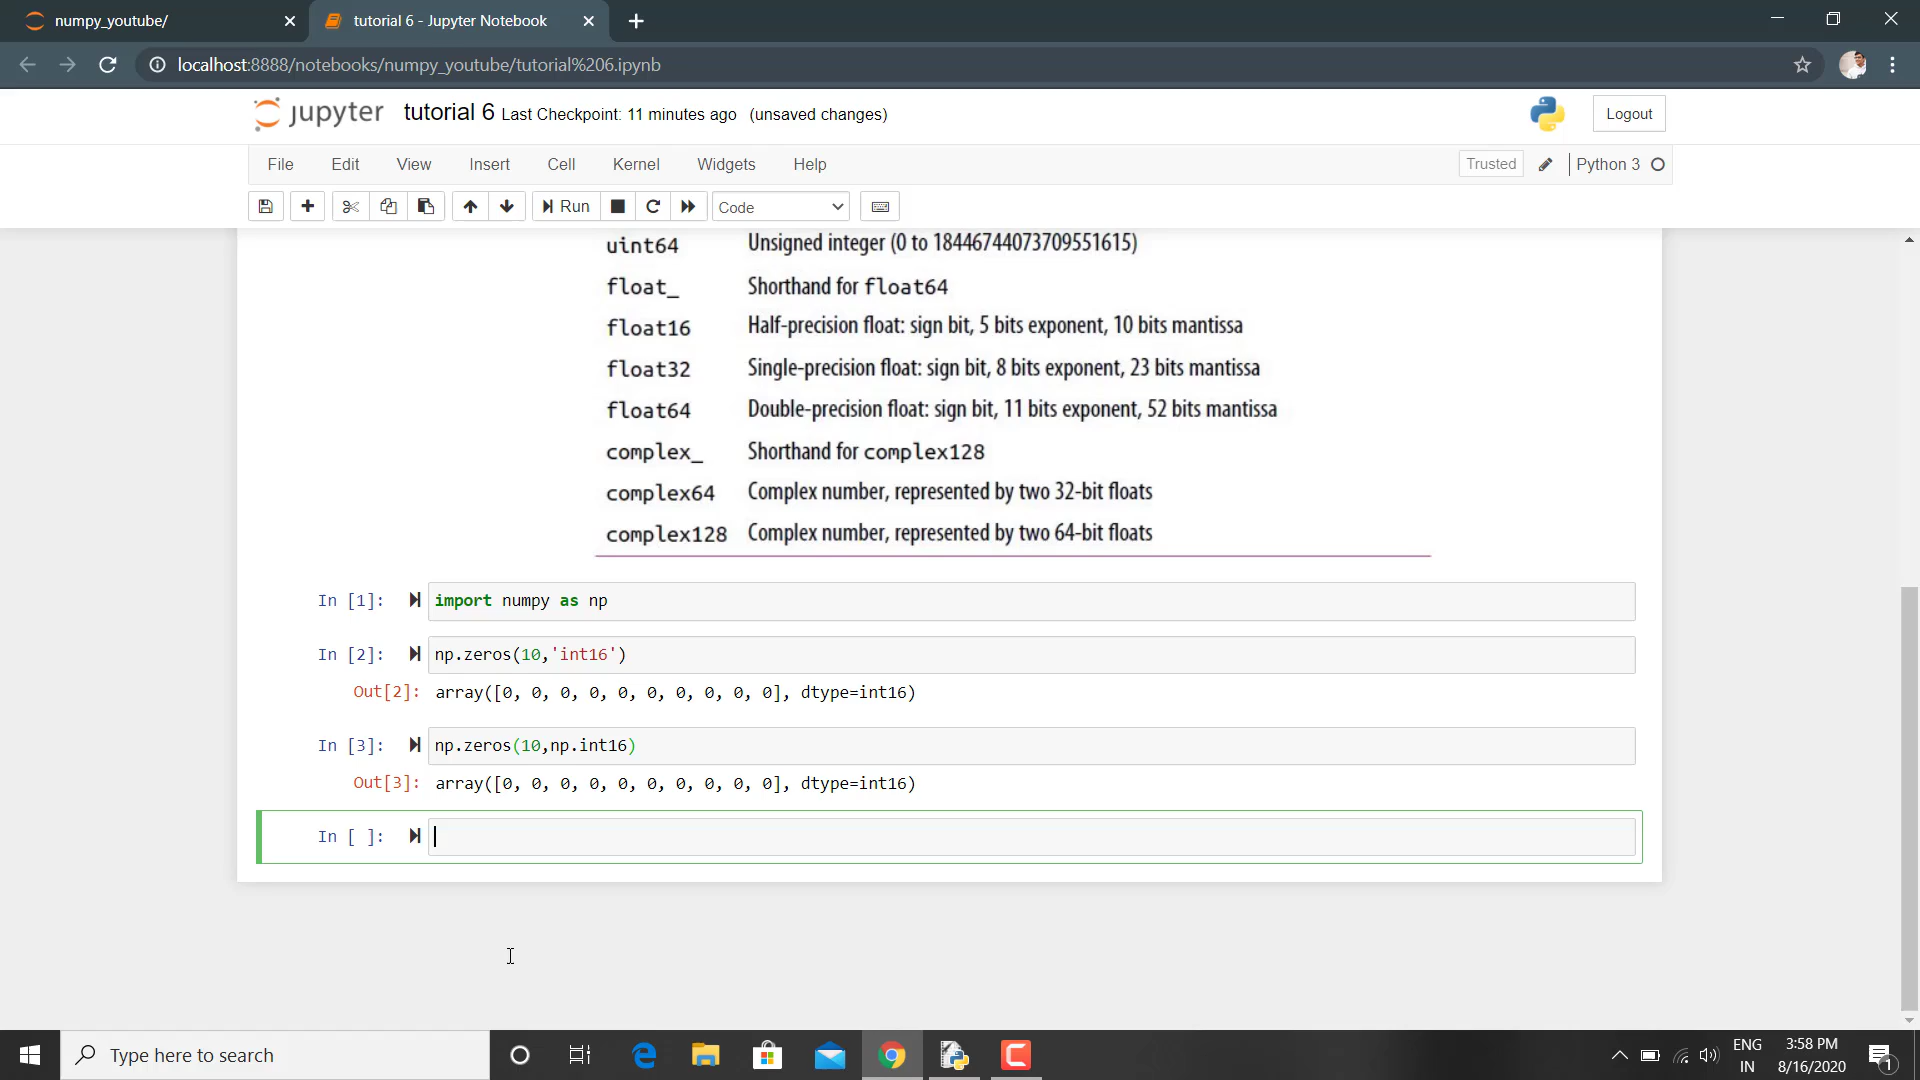 numpy_youtube/
tutorial 6 - Jupyter Notebook
localhost:8888/notebooks/numpy_youtube/tutorial%206.ipynb
jupyter tutorial 6 Last Checkpoint: 11 minutes ago (unsaved changes)
Logout
File Edit View Insert Cell Kernel Widgets Help
Trusted Python 3
Run Code
uint64 Unsigned integer (0 to 18446744073709551615)
float_ Shorthand for float64
float16 Half-precision float: sign bit, 5 bits exponent, 10 bits mantissa
float32 Single-precision float: sign bit, 8 bits exponent, 23 bits mantissa
float64 Double-precision float: sign bit, 11 bits exponent, 52 bits mantissa
complex_ Shorthand for complex128
complex64 Complex number, represented by two 32-bit floats
complex128 Complex number, represented by two 64-bit floats
In [1]: import numpy as np
In [2]: np.zeros(10,'int16')
Out[2]: array([0, 0, 0, 0, 0, 0, 0, 0, 0, 0], dtype=int16)
In [3]: np.zeros(10,np.int16)
Out[3]: array([0, 0, 0, 0, 0, 0, 0, 0, 0, 0], dtype=int16)
In [ ]:
Type here to search
ENG
IN
3:58 PM
8/16/2020
1